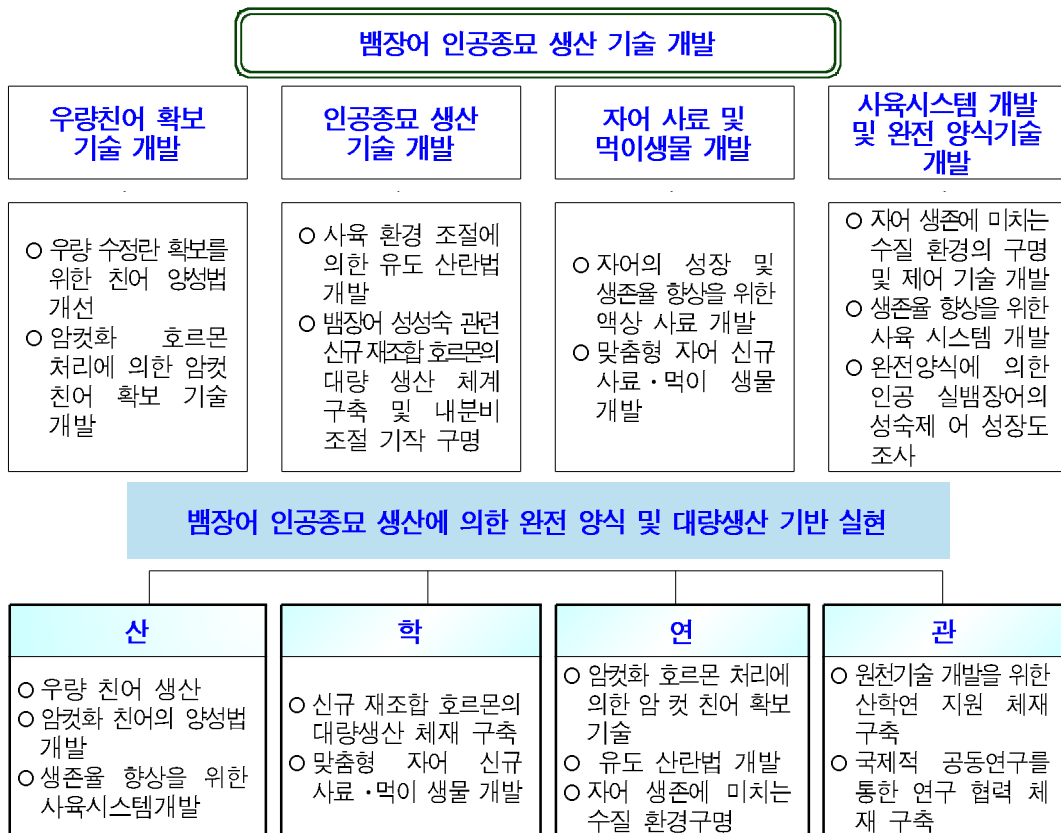 뱀장어 인공종묘 생산 기술 개발
우량친어 확보
기술 개발
인공종묘 생산
기술 개발
자어 사료 및
먹이생물 개발
사육시스템 개발
및 완전 양식기술
개발
○ 우량 수정란 확보를
위한 친어 양성법
개선
○ 암컷화 호르몬
처리에 의한 암컷
친어 확보 기술
개발
○ 사육 환경 조절에
의한 유도 산란법
개발
○ 뱀장어 성성숙 관련
신규 재조합 호르몬의
대량 생산 체계
구축 및 내분비
조절 기작 구명
○ 자어의 성장 및
생존율 향상을 위한
액상 사료 개발
○ 맞춤형 자어 신규
사료·먹이 생물
개발
○ 자어 생존에 미치는
수질 환경의 구명
및 제어 기술 개발
○ 생존율 향상을 위한
사육 시스템 개발
○ 완전양식에 의한
인공 실뱀장어의
성숙제 어 성장도
조사
뱀장어 인공종묘 생산에 의한 완전 양식 및 대량생산 기반 실현
산
○ 우량 친어 생산
○ 암컷화 친어의 양성법
개발
○ 생존율 향상을 위한
사육시스템개발
학
○ 신규 재조합 호르몬의
대량생산 체재 구축
○ 맞춤형 자어 신규
사료·먹이 생물 개발
연
○ 암컷화 호르몬 처리에
의한 암 컷 친어 확보
기술
○ 유도 산란법 개발
○ 자어 생존에 미치는
수질 환경구명
관
○ 원천기술 개발을 위한
산학연 지원 체재
구축
○ 국제적 공동연구를
통한 연구 협력 체
재 구축